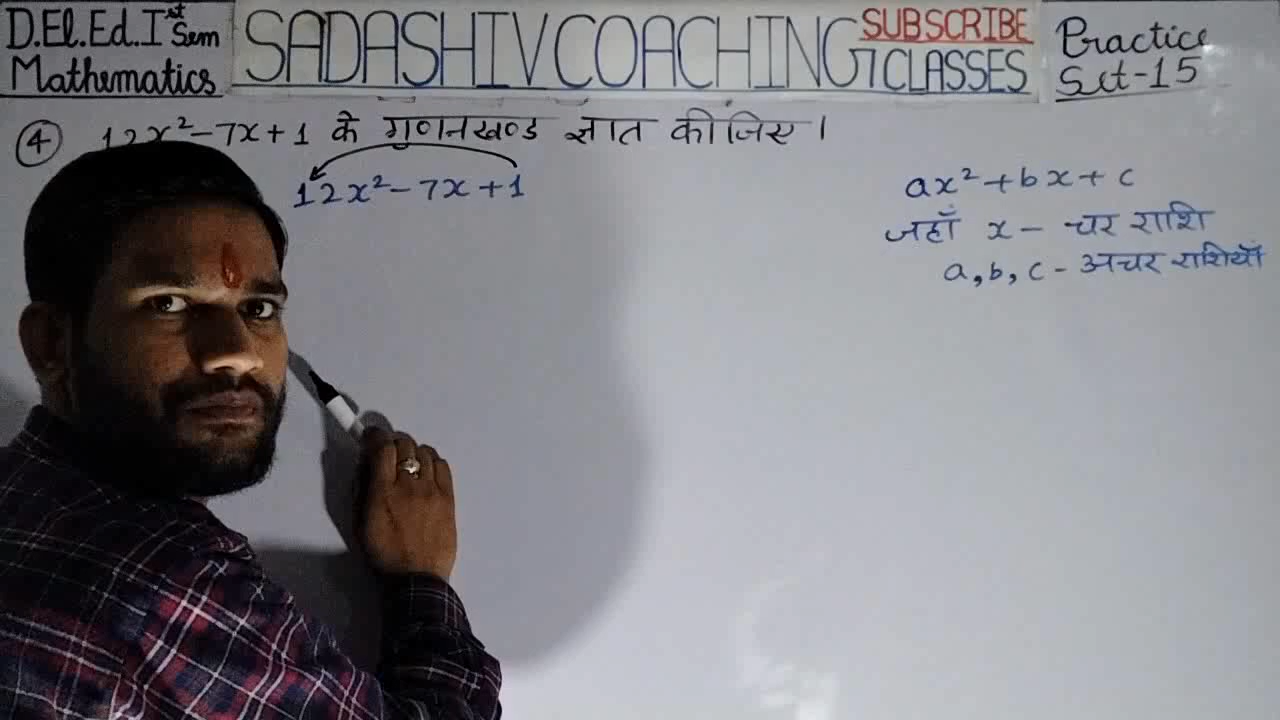 D.El.Ed. Ist Sem
Mathematics
SADASHIV COACHING CLASSES
SUBSCRIBE
Practice
Set-15
④ 12x²-7x+1 के गुणनखण्ड ज्ञात कीजिए।
12x²-7x+1
ax²+bx+c
जहाँ x - चर राशि
a, b, c - अचर राशियाँ